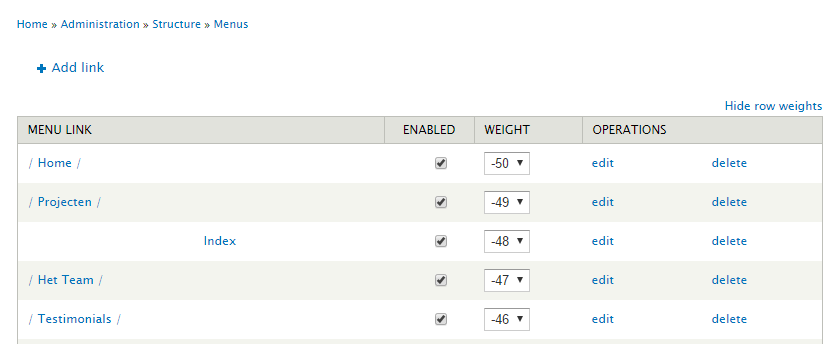 Home » Administration » Structure » Menus
+ Add link
Hide row weights
MENU LINK ENABLED WEIGHT OPERATIONS
/ Home / -50 edit delete
/ Projecten / -49 edit delete
Index -48 edit delete
/ Het Team / -47 edit delete
/ Testimonials / -46 edit delete